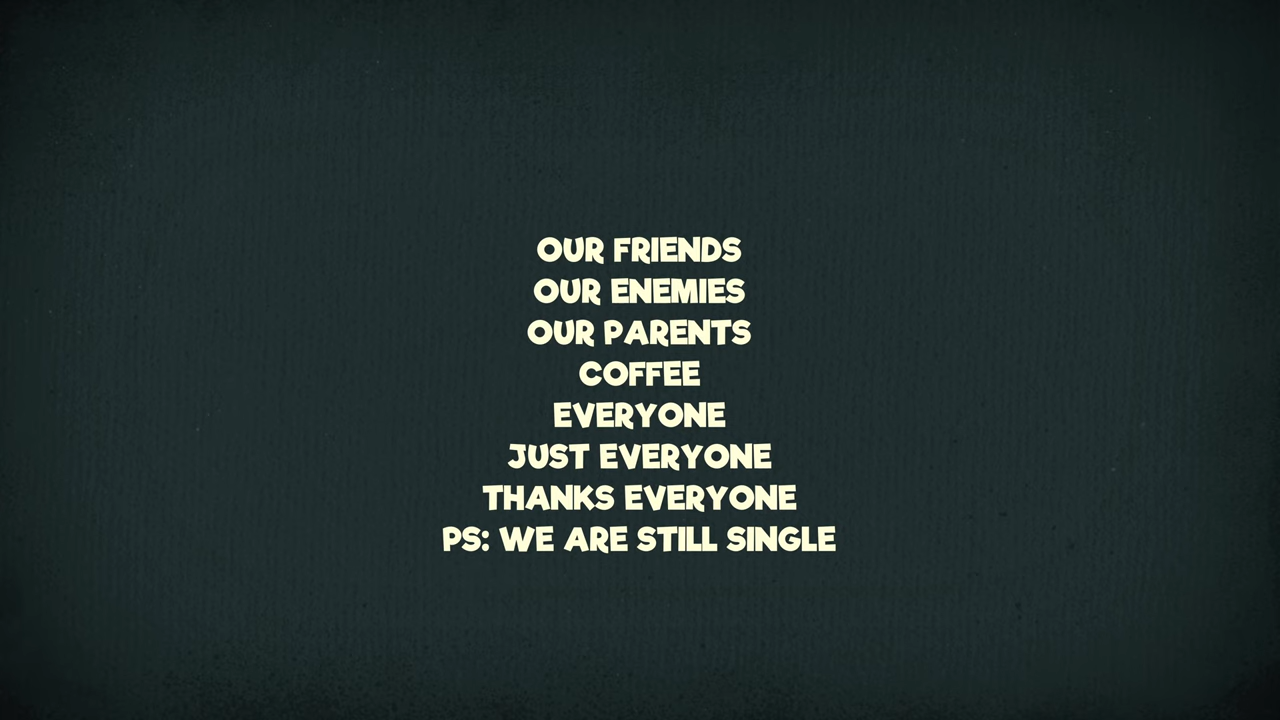 OUR FRIENDS
OUR ENEMIES
OUR PARENTS
COFFEE
EVERYONE
JUST EVERYONE
THANKS EVERYONE
PS: WE ARE STILL SINGLE